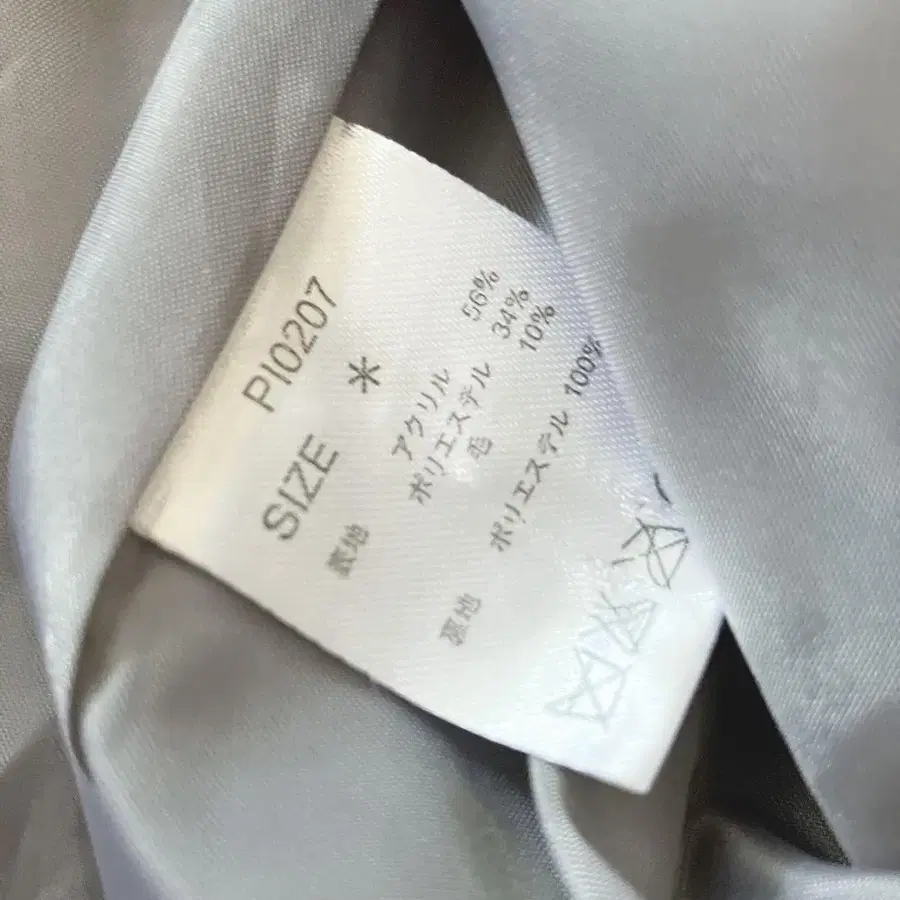 PI0207
SIZE *
表地
アクリル 56%
ポリエステル 34%
毛 10%
裏地
ポリエステル 100%